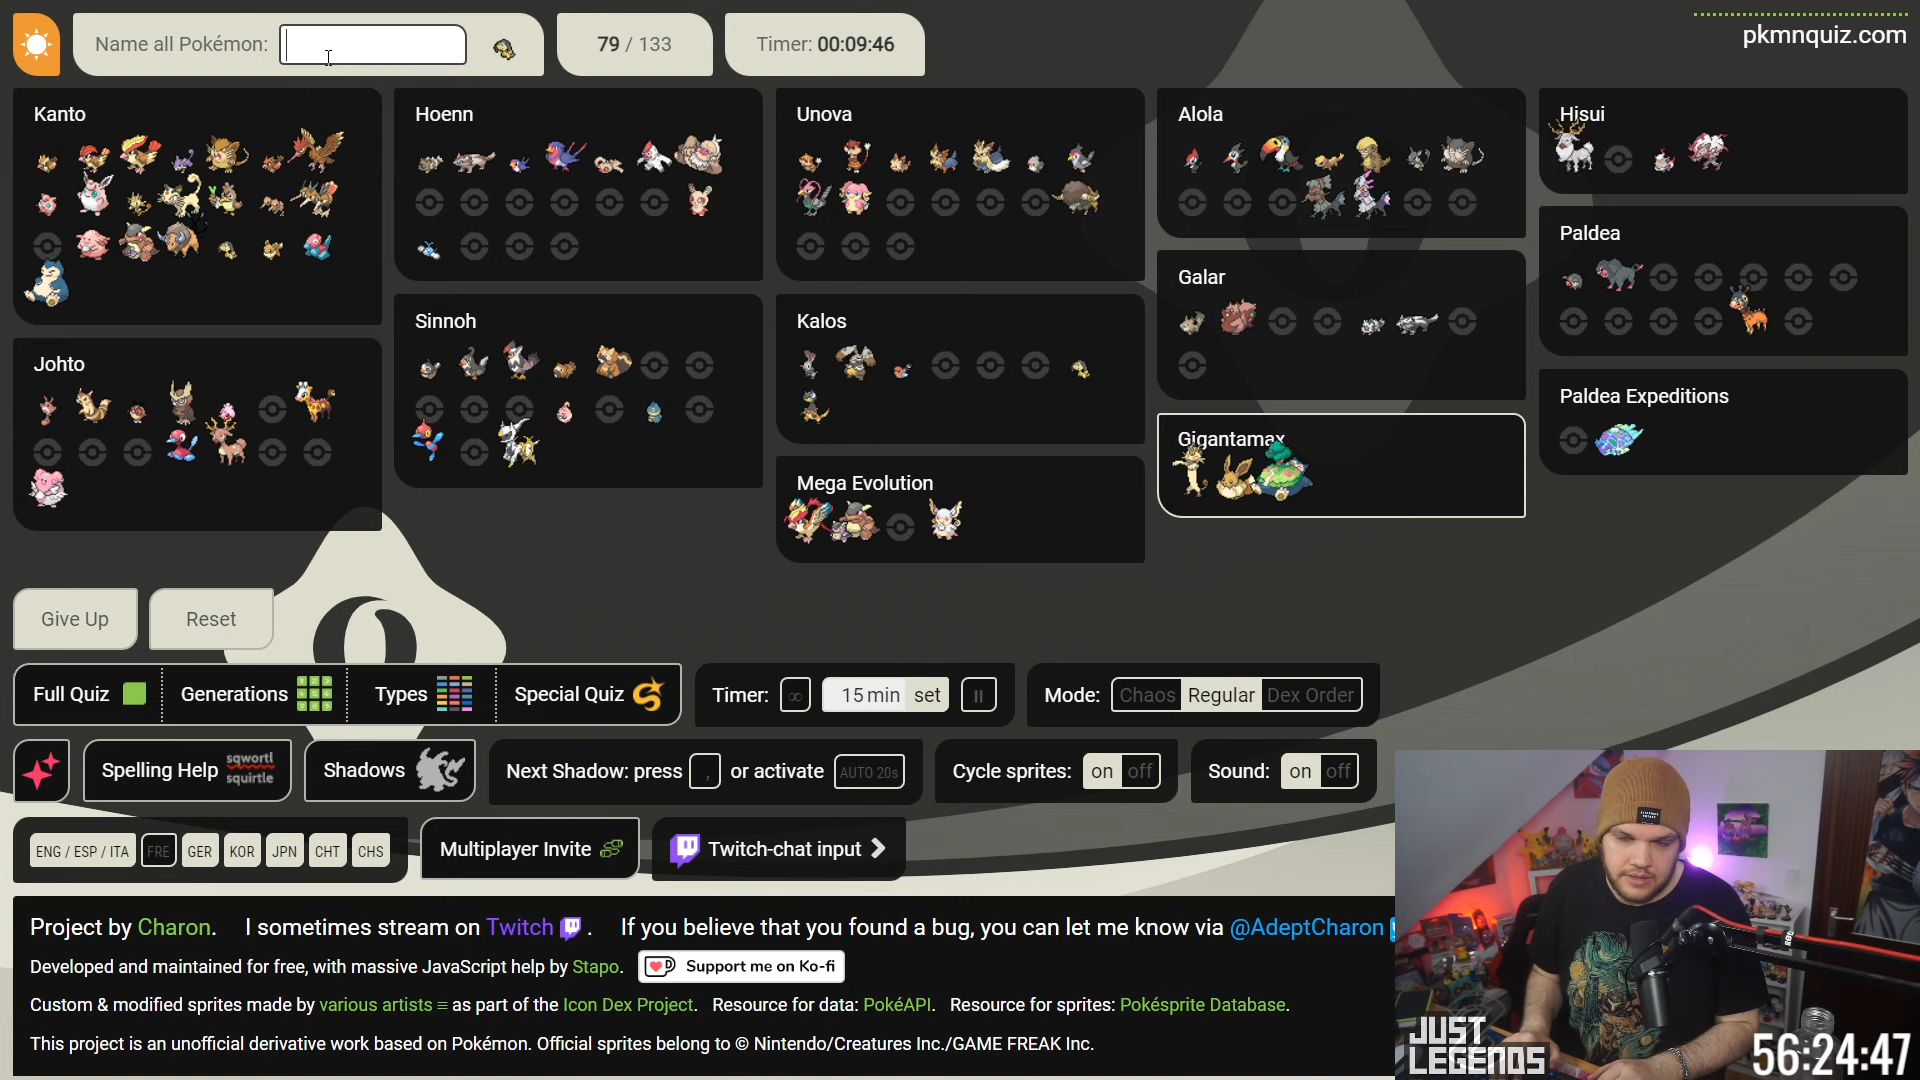 Name all Pokémon:
79 / 133
Timer: 00:09:46
pkmnquiz.com
Kanto
Hoenn
Unova
Alola
Hisui
Galar
Paldea
Sinnoh
Kalos
Johto
Paldea Expeditions
Gigantamax
Mega Evolution
Give Up
Reset
Full Quiz
Generations
Types
Special Quiz
Timer: ∞ 15 min set
Mode: Chaos Regular Dex Order
Spelling Help
sqwortl
squirtle
Shadows
Next Shadow: press , or activate AUTO 20s
Cycle sprites: on off
Sound: on off
ENG / ESP / ITA FRE GER KOR JPN CHT CHS
Multiplayer Invite
Twitch-chat input
Project by Charon. I sometimes stream on Twitch . If you believe that you found a bug, you can let me know via @AdeptCharon
Developed and maintained for free, with massive JavaScript help by Stapo. Support me on Ko-fi
Custom & modified sprites made by various artists ≡ as part of the Icon Dex Project. Resource for data: PokéAPI. Resource for sprites: Pokésprite Database.
This project is an unofficial derivative work based on Pokémon. Official sprites belong to © Nintendo/Creatures Inc./GAME FREAK Inc.
JUST
LEGENDS
56:24:47